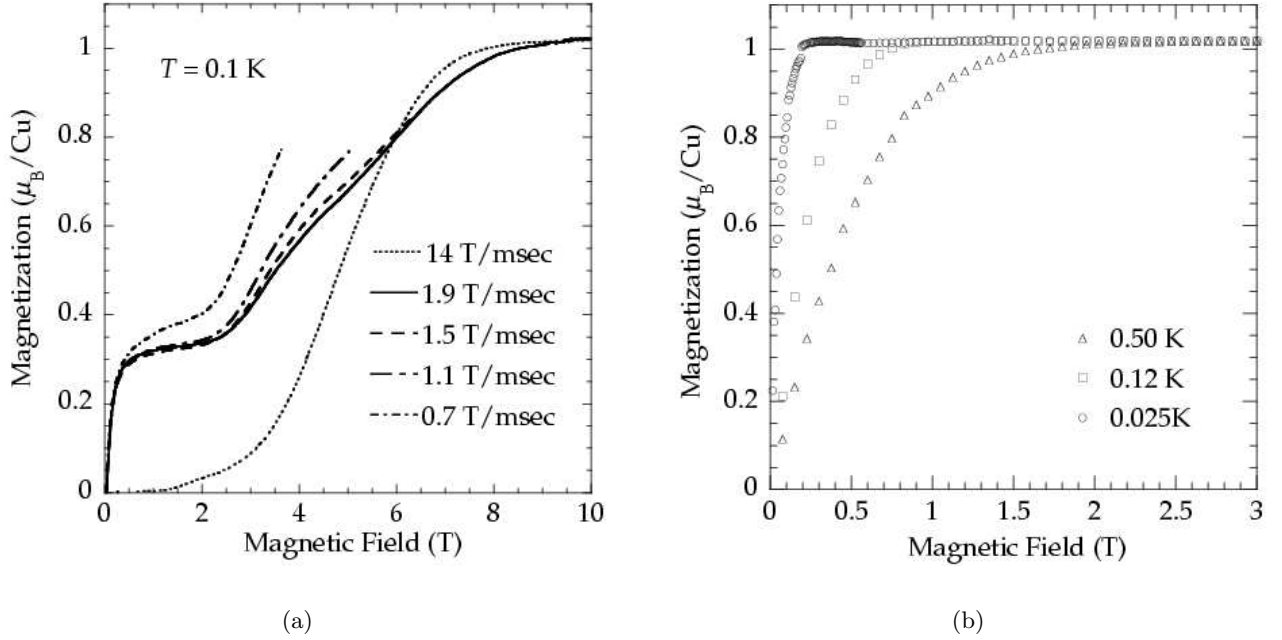 1
0.8
0.6
0.4
0.2
0
Magnetization (μB/Cu)
T = 0.1 K
14 T/msec
1.9 T/msec
1.5 T/msec
1.1 T/msec
0.7 T/msec
0 2 4 6 8 10
Magnetic Field (T)
(a)
1
0.8
0.6
0.4
0.2
0
Magnetization (μB/Cu)
0.50 K
0.12 K
0.025K
0 0.5 1 1.5 2 2.5 3
Magnetic Field (T)
(b)